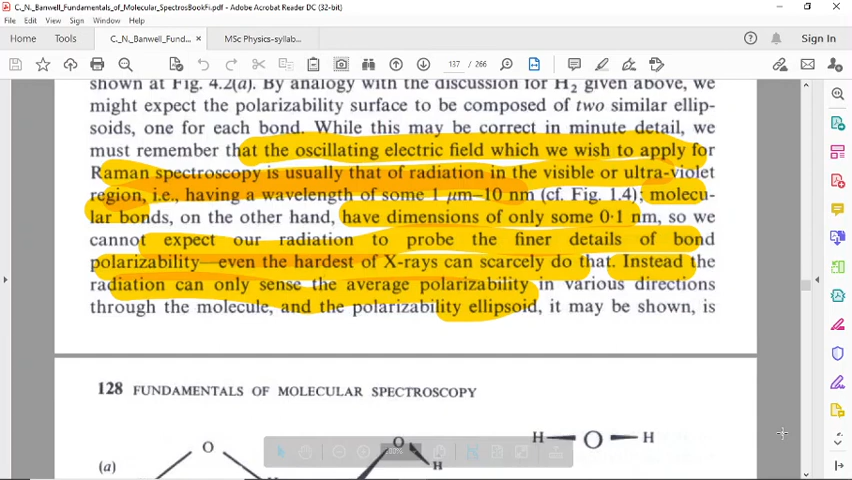 C._N._Banwell_Fundamentals_of_Molecular_SpectrosBookFi.pdf - Adobe Acrobat Reader DC (32-bit)
File Edit View Sign Window Help
Home Tools C._N._Banwell_Fund... × MSc Physics-syllab... Sign In
137 / 266
shown at Fig. 4.2(a). By analogy with the discussion for H2 given above, we
might expect the polarizability surface to be composed of two similar ellip-
soids, one for each bond. While this may be correct in minute detail, we
must remember that the oscillating electric field which we wish to apply for
Raman spectroscopy is usually that of radiation in the visible or ultra-violet
region, i.e., having a wavelength of some 1 μm–10 nm (cf. Fig. 1.4); molecu-
lar bonds, on the other hand, have dimensions of only some 0·1 nm, so we
cannot expect our radiation to probe the finer details of bond
polarizability—even the hardest of X-rays can scarcely do that. Instead the
radiation can only sense the average polarizability in various directions
through the molecule, and the polarizability ellipsoid, it may be shown, is
128 FUNDAMENTALS OF MOLECULAR SPECTROSCOPY
H O H
O O
H
(a)